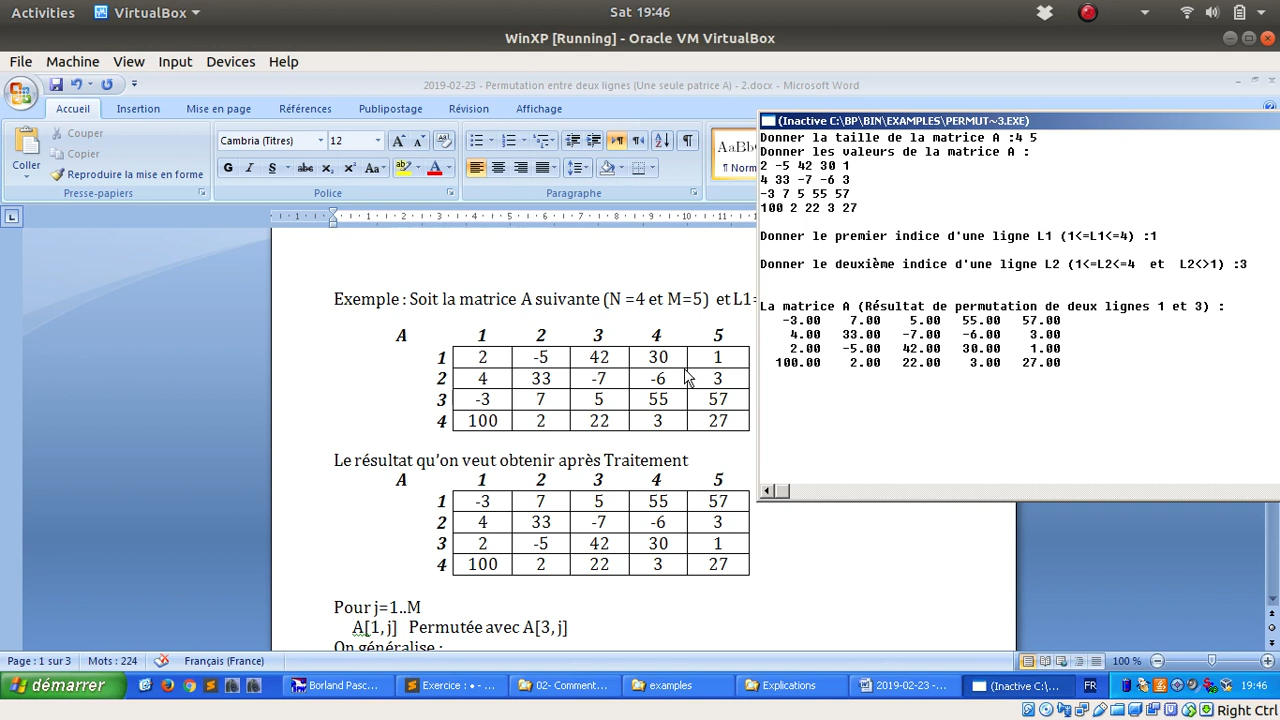 Activities VirtualBox Sat 19:46
WinXP [Running] - Oracle VM VirtualBox
File Machine View Input Devices Help
2019-02-23 - Permutation entre deux lignes (Une seule patrice A) - 2.docx - Microsoft Word
Accueil Insertion Mise en page Références Publipostage Révision Affichage
Coller
Couper
Copier
Reproduire la mise en forme
Presse-papiers
Cambria (Titres) 12
G I S abc x₂ x² Aa
Police
Paragraphe
AaBb
¶ Norm
Exemple : Soit la matrice A suivante (N =4 et M=5) et L1=
A 1 2 3 4 5
1 2 -5 42 30 1
2 4 33 -7 -6 3
3 -3 7 5 55 57
4 100 2 22 3 27
Le résultat qu'on veut obtenir après Traitement
A 1 2 3 4 5
1 -3 7 5 55 57
2 4 33 -7 -6 3
3 2 -5 42 30 1
4 100 2 22 3 27
Pour j=1..M
A[1, j] Permutée avec A[3, j]
On généralise :
(Inactive C:\BP\BIN\EXAMPLES\PERMUT~3.EXE)
Donner la taille de la matrice A :4 5
Donner les valeurs de la matrice A :
2 -5 42 30 1
4 33 -7 -6 3
-3 7 5 55 57
100 2 22 3 27
Donner le premier indice d'une ligne L1 (1<=L1<=4) :1
Donner le deuxième indice d'une ligne L2 (1<=L2<=4 et L2<>1) :3
La matrice A (Résultat de permutation de deux lignes 1 et 3) :
-3.00 7.00 5.00 55.00 57.00
4.00 33.00 -7.00 -6.00 3.00
2.00 -5.00 42.00 30.00 1.00
100.00 2.00 22.00 3.00 27.00
Page : 1 sur 3 Mots : 224 Français (France) 100 %
démarrer Borland Pasc... Exercice : • - ... 02- Comment... examples Explications 2019-02-23 -... (Inactive C:\... FR 19:46
Right Ctrl